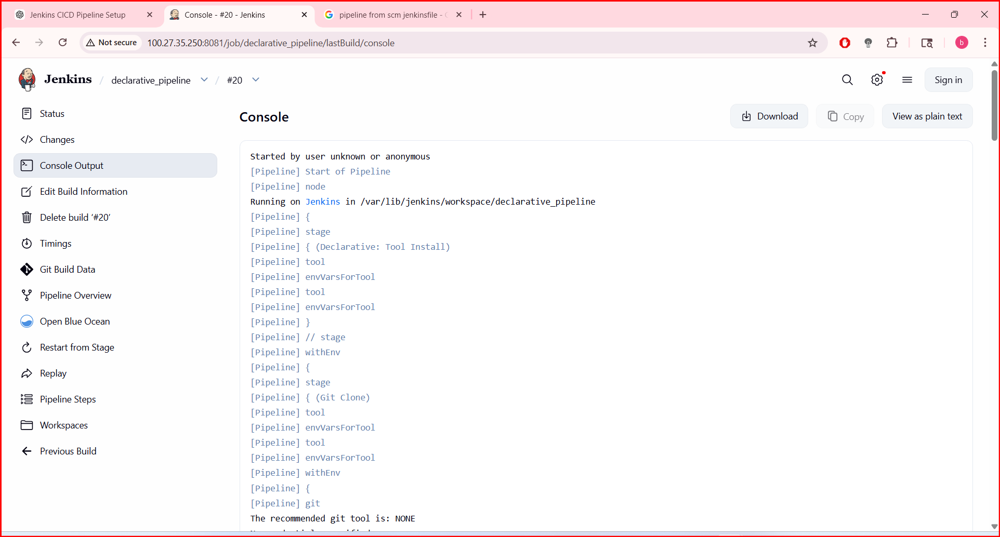 Jenkins CICD Pipeline Setup
Console - #20 - Jenkins
pipeline from scm jenkinsfile -
Not secure
100.27.35.250:8081/job/declarative_pipeline/lastBuild/console
b
Jenkins / declarative_pipeline / #20
Sign in
Status
Changes
Console Output
Edit Build Information
Delete build ‘#20’
Timings
Git Build Data
Pipeline Overview
Open Blue Ocean
Restart from Stage
Replay
Pipeline Steps
Workspaces
Previous Build
Console
Download
Copy
View as plain text
Started by user unknown or anonymous
[Pipeline] Start of Pipeline
[Pipeline] node
Running on Jenkins in /var/lib/jenkins/workspace/declarative_pipeline
[Pipeline] {
[Pipeline] stage
[Pipeline] { (Declarative: Tool Install)
[Pipeline] tool
[Pipeline] envVarsForTool
[Pipeline] tool
[Pipeline] envVarsForTool
[Pipeline] }
[Pipeline] // stage
[Pipeline] withEnv
[Pipeline] {
[Pipeline] stage
[Pipeline] { (Git Clone)
[Pipeline] tool
[Pipeline] envVarsForTool
[Pipeline] tool
[Pipeline] envVarsForTool
[Pipeline] withEnv
[Pipeline] {
[Pipeline] git
The recommended git tool is: NONE